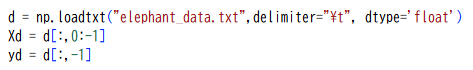 d = np.loadtxt("elephant_data.txt",delimiter="¥t", dtype='float')
Xd = d[:,0:-1]
yd = d[:,-1]